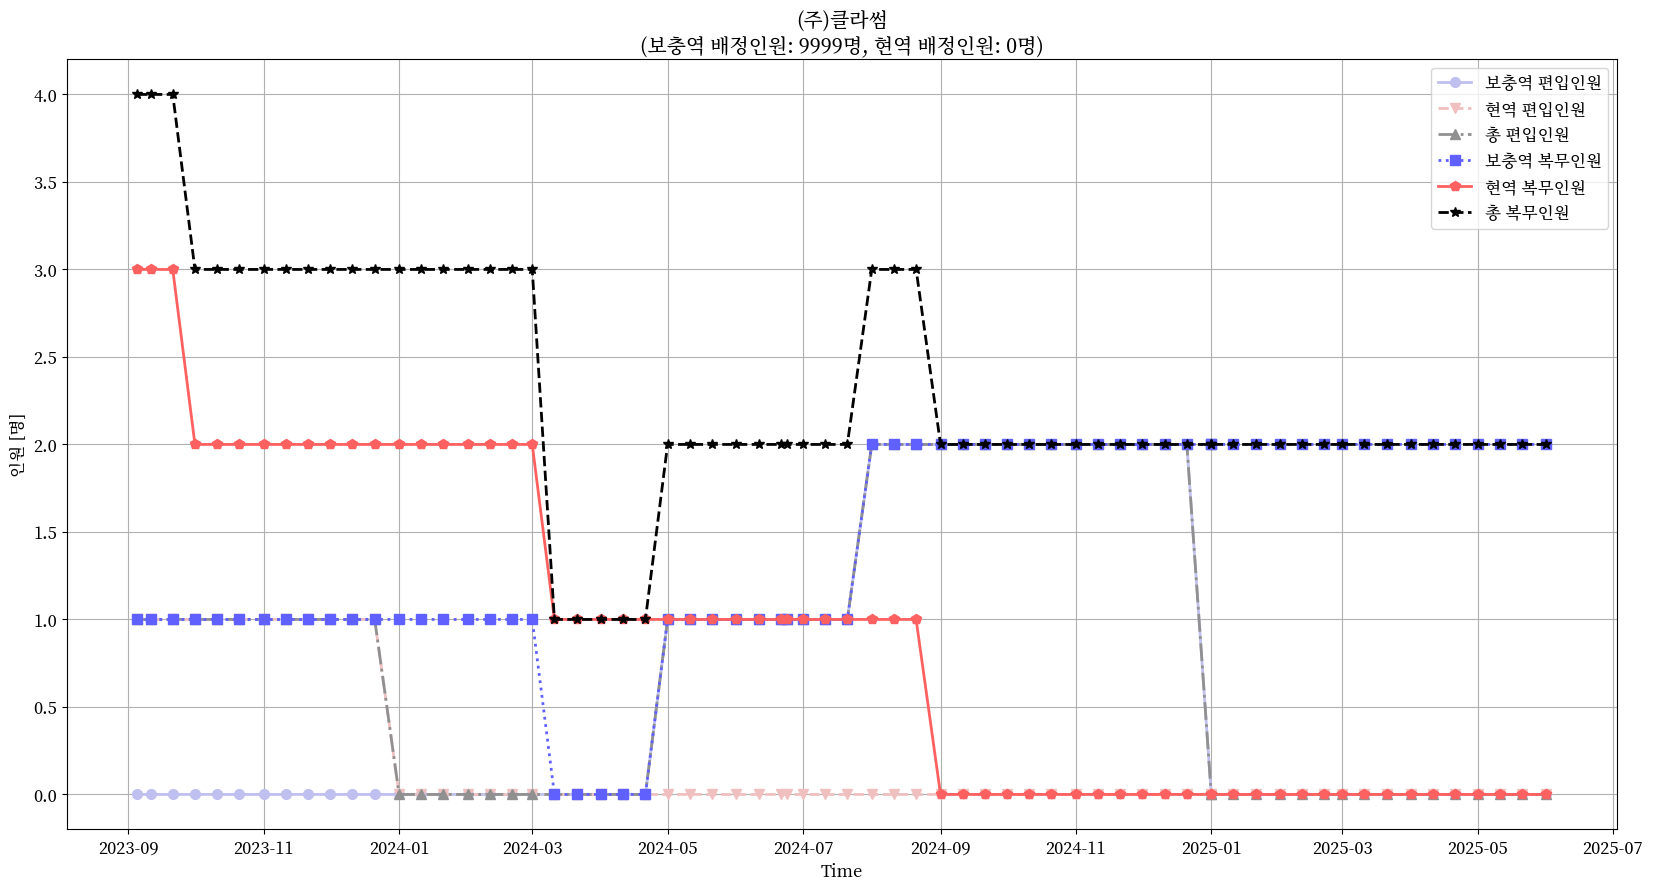 (주)클라썸
(보충역 배정인원: 9999명, 현역 배정인원: 0명)
보충역 편입인원
현역 편입인원
총 편입인원
보충역 복무인원
현역 복무인원
총 복무인원
인원 [명]
4.0
3.5
3.0
2.5
2.0
1.5
1.0
0.5
0.0
2023-09 2023-11 2024-01 2024-03 2024-05 2024-07 2024-09 2024-11 2025-01 2025-03 2025-05 2025-07
Time